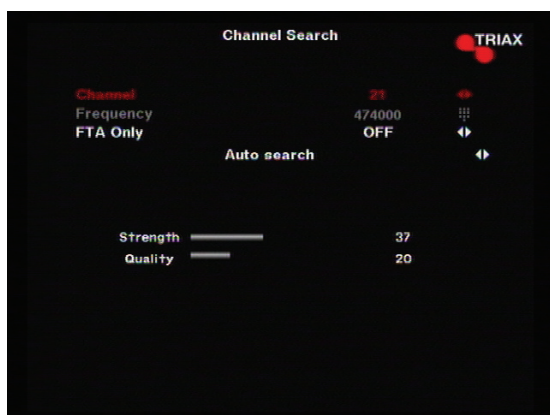 Channel Search
TRIAX
Channel 21
Frequency 474000
FTA Only OFF
Auto search
Strength 37
Quality 20